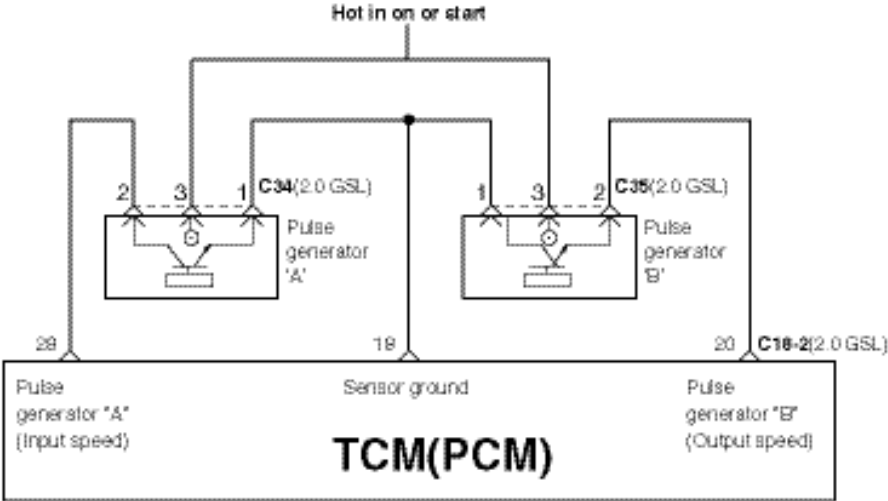 Hot in on or start
2 3 1 C34(2.0 GSL)
1 3 2 C35(2.0 GSL)
Pulse
generator
'A'
Pulse
generator
'B'
29 19 20 C18-2(2.0 GSL)
Pulse
generator "A"
(Input speed)
Sensor ground
Pulse
generator "B"
(Output speed)
TCM(PCM)